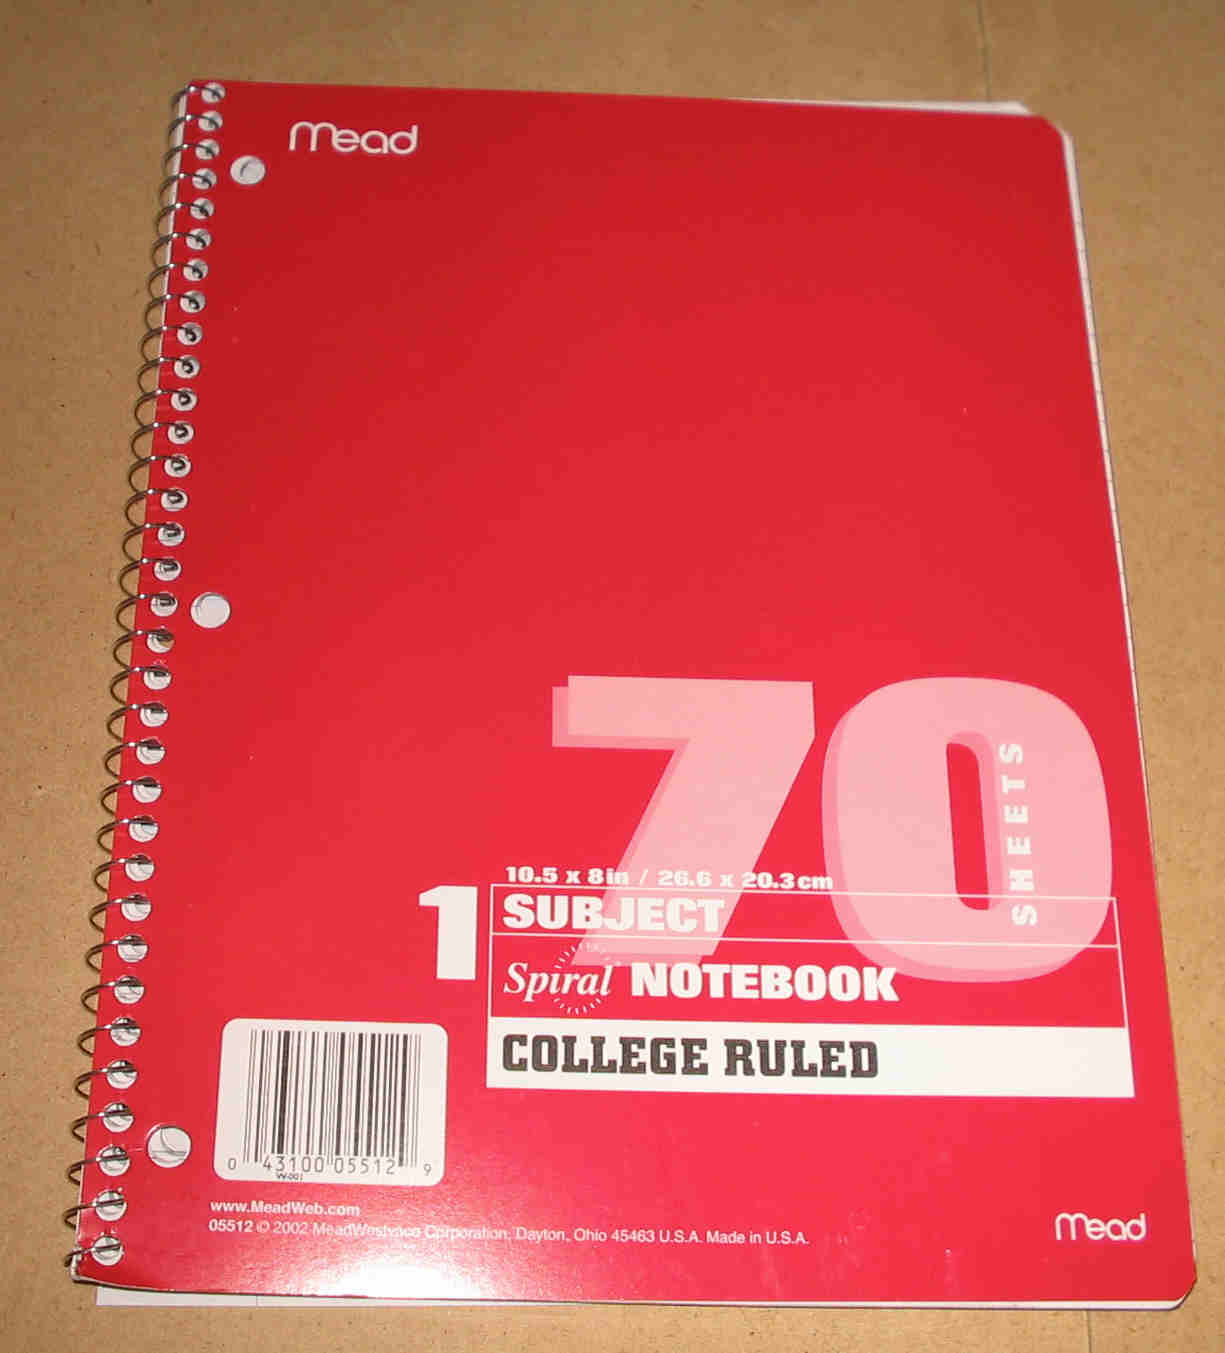 Mead
70
SHEETS
10.5 x 8in / 26.6 x 20.3cm
1 SUBJECT
Spiral NOTEBOOK
COLLEGE RULED
0 43100 05512 9
W-001
www.MeadWeb.com
05512 © 2002 MeadWestvaco Corporation, Dayton, Ohio 45463 U.S.A. Made in U.S.A.
Mead